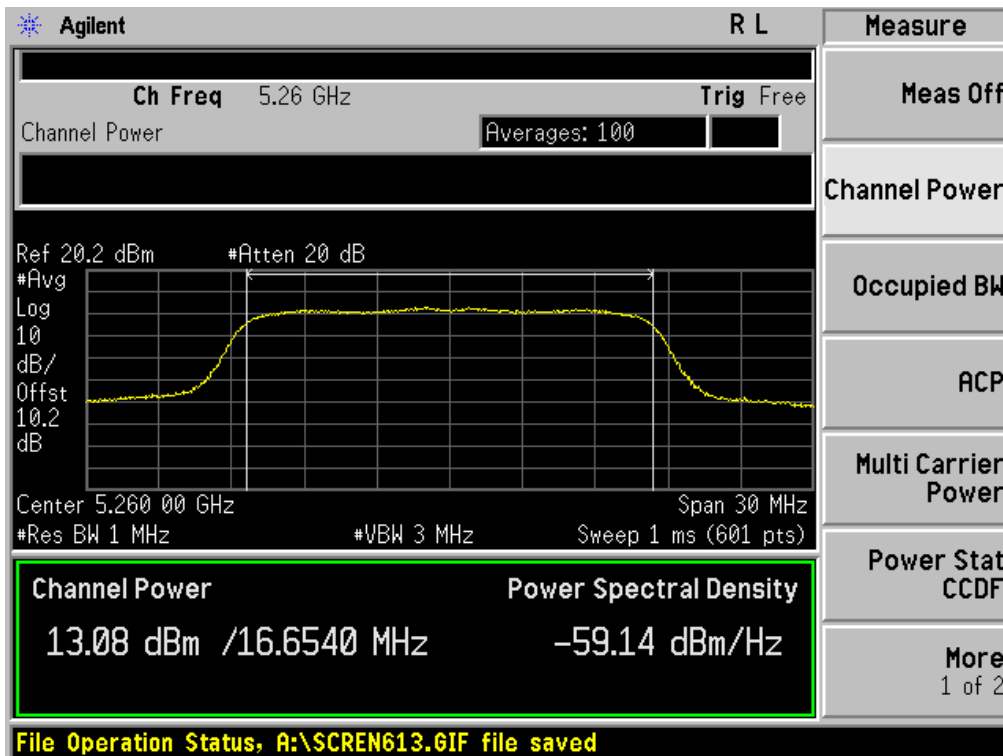 Agilent R L
Ch Freq 5.26 GHz Trig Free
Channel Power Averages: 100
Ref 20.2 dBm #Atten 20 dB
#Avg
Log
10
dB/
Offst
10.2
dB
Center 5.260 00 GHz Span 30 MHz
#Res BW 1 MHz #VBW 3 MHz Sweep 1 ms (601 pts)
Channel Power Power Spectral Density
13.08 dBm /16.6540 MHz -59.14 dBm/Hz
File Operation Status, A:\SCREN613.GIF file saved
Measure
Meas Off
Channel Power
Occupied BW
ACP
Multi Carrier
Power
Power Stat
CCDF
More
1 of 2